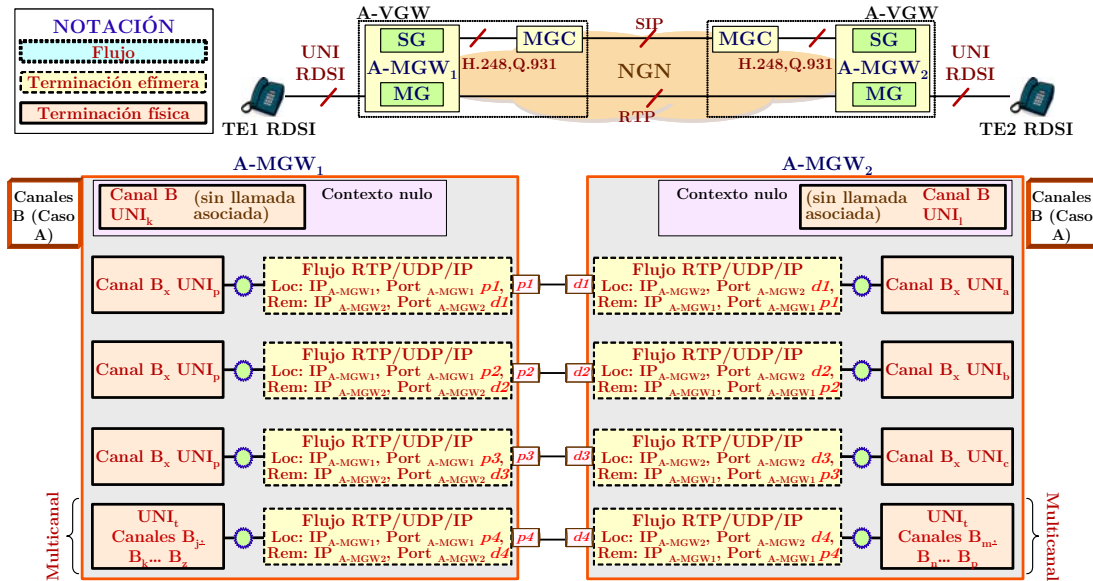 NOTACIÓN
Flujo
Terminación efímera
Terminación física
A-VGW
A-VGW
SIP
SG
MGC
MGC
SG
UNI
RDSI
H.248,Q.931
H.248,Q.931
UNI
RDSI
A-MGW1
NGN
A-MGW2
MG
MG
RTP
TE1 RDSI
TE2 RDSI
A-MGW1
A-MGW2
Canales
B (Caso
A)
Canal B
UNIk
(sin llamada
asociada)
Contexto nulo
Contexto nulo
(sin llamada
asociada)
Canal B
UNIl
Canales
B (Caso
A)
Canal Bx UNIp
Flujo RTP/UDP/IP
Loc: IPA-MGW1, Port A-MGW1 p1,
Rem: IPA-MGW2, Port A-MGW2 d1
p1
d1
Flujo RTP/UDP/IP
Loc: IPA-MGW2, Port A-MGW2 d1,
Rem: IPA-MGW1, Port A-MGW1 p1
Canal Bx UNIa
Canal Bx UNIp
Flujo RTP/UDP/IP
Loc: IPA-MGW1, Port A-MGW1 p2,
Rem: IPA-MGW2, Port A-MGW2 d2
p2
d2
Flujo RTP/UDP/IP
Loc: IPA-MGW2, Port A-MGW2 d2,
Rem: IPA-MGW1, Port A-MGW1 p2
Canal Bx UNIb
Canal Bx UNIp
Flujo RTP/UDP/IP
Loc: IPA-MGW1, Port A-MGW1 p3,
Rem: IPA-MGW2, Port A-MGW2 d3
p3
d3
Flujo RTP/UDP/IP
Loc: IPA-MGW2, Port A-MGW2 d3,
Rem: IPA-MGW1, Port A-MGW1 p3
Canal Bx UNIc
Multicanal
UNIt
Canales Bj-
Bk... Bz
Flujo RTP/UDP/IP
Loc: IPA-MGW1, Port A-MGW1 p4,
Rem: IPA-MGW2, Port A-MGW2 d4
p4
d4
Flujo RTP/UDP/IP
Loc: IPA-MGW2, Port A-MGW2 d4,
Rem: IPA-MGW1, Port A-MGW1 p4
UNIt
Canales Bm-
Bn... Bp
Multicanal